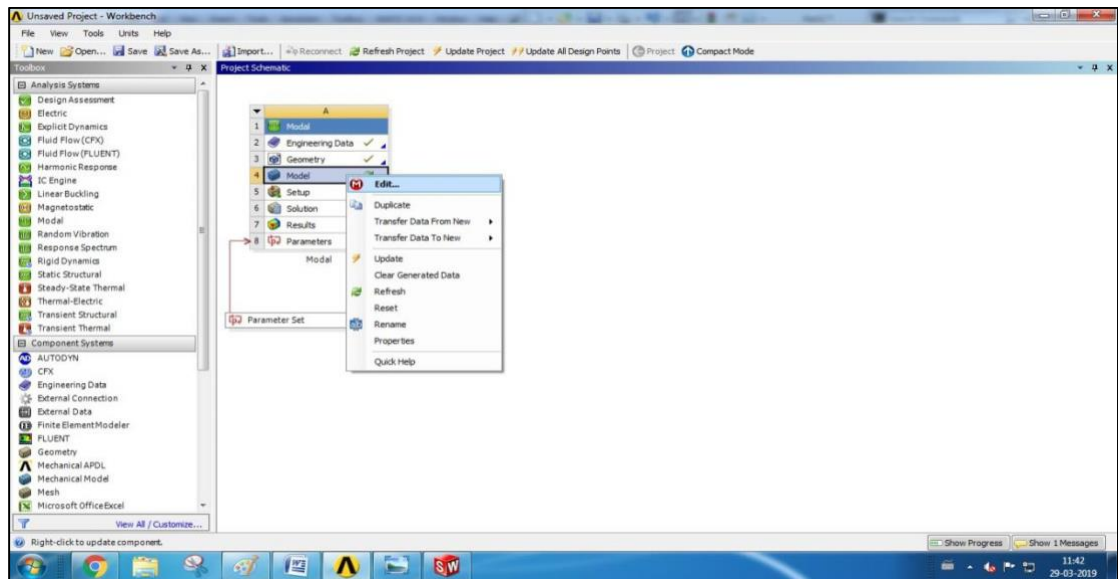 Unsaved Project - Workbench
File View Tools Units Help
New Open... Save Save As... Import... Reconnect Refresh Project Update Project Update All Design Points Project Compact Mode
Toolbox
Project Schematic
Analysis Systems
Design Assessment
Electric
Explicit Dynamics
Fluid Flow (CFX)
Fluid Flow (FLUENT)
Harmonic Response
IC Engine
Linear Buckling
Magnetostatic
Modal
Random Vibration
Response Spectrum
Rigid Dynamics
Static Structural
Steady-State Thermal
Thermal-Electric
Transient Structural
Transient Thermal
Component Systems
AUTODYN
CFX
Engineering Data
External Connection
External Data
Finite Element Modeler
FLUENT
Geometry
Mechanical APDL
Mechanical Model
Mesh
Microsoft Office Excel
View All / Customize...
A
1 Modal
2 Engineering Data
3 Geometry
4 Model
5 Setup
6 Solution
7 Results
8 Parameters
Modal
Parameter Set
Edit...
Duplicate
Transfer Data From New
Transfer Data To New
Update
Clear Generated Data
Refresh
Reset
Rename
Properties
Quick Help
Right-click to update component.
Show Progress Show 1 Messages
11:42
29-03-2019